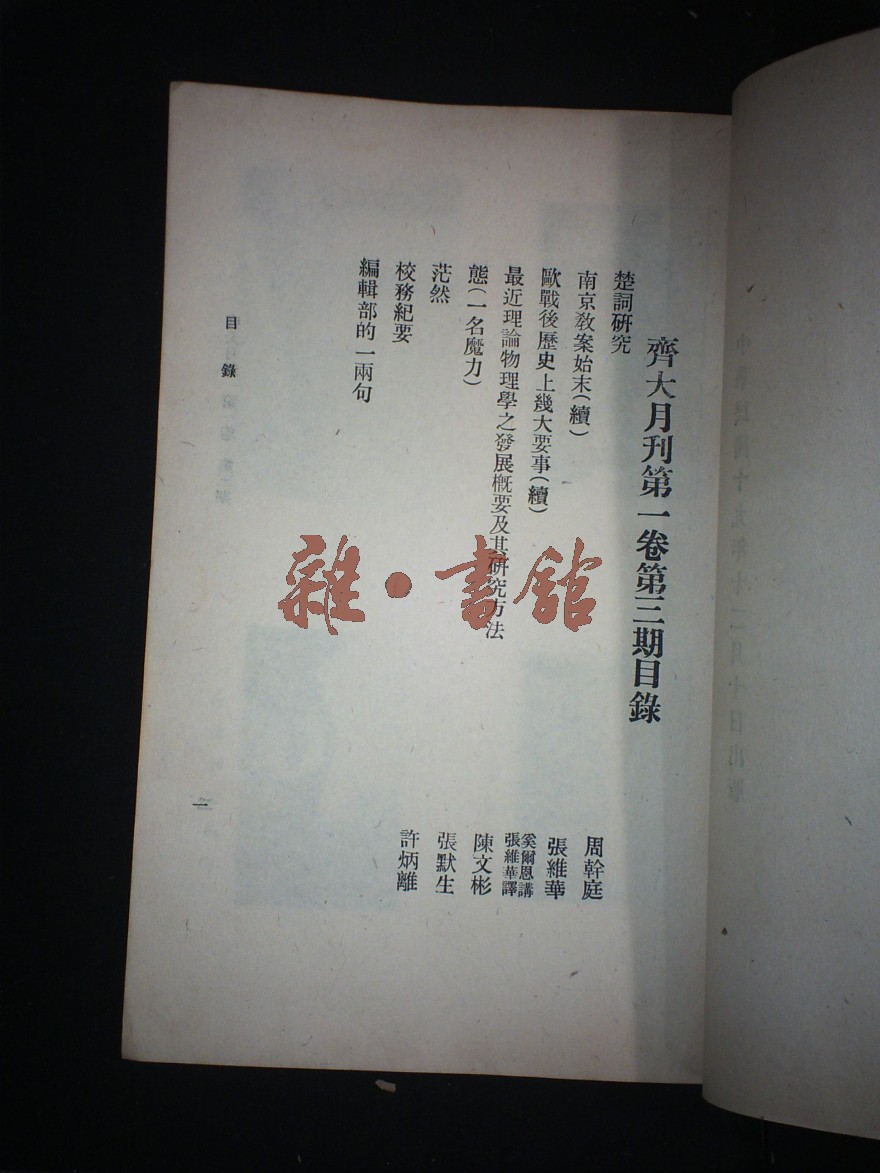 齊大月刊第一卷第三期目錄
楚詞研究 周幹庭
南京敎案始末(續) 張維華
歐戰後歷史上幾大要事(續) 奚爾恩講 張維華譯
最近理論物理學之發展槪要及其研究方法 陳文彬
態(一名魔力) 張默生
茫然 許炳離
校務紀要
編輯部的一兩句
目錄
一
雜·書館